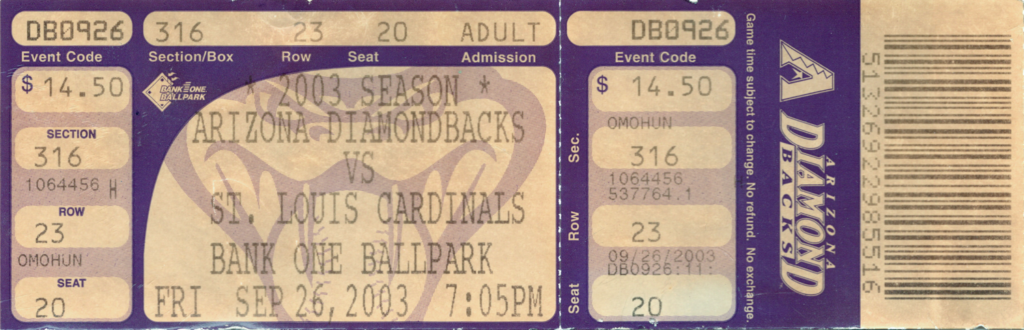 DB0926
Event Code
$ 14.50
SECTION
316
1064456 H
ROW
23
OMOHUN
SEAT
20
316 23 20 ADULT
Section/Box Row Seat Admission
BANK ONE
BALLPARK
* 2003 SEASON *
ARIZONA DIAMONDBACKS
VS
ST. LOUIS CARDINALS
BANK ONE BALLPARK
FRI SEP 26, 2003 7:05PM
DB0926
Event Code
$ 14.50
OMOHUN
Sec.
316
1064456
537764.1
Row
23
09/26/2003
DB0926:11:
Seat
20
Game time subject to change. No refund. No exchange.
A
ARIZONA
DIAMOND
BACKS
51326922985516